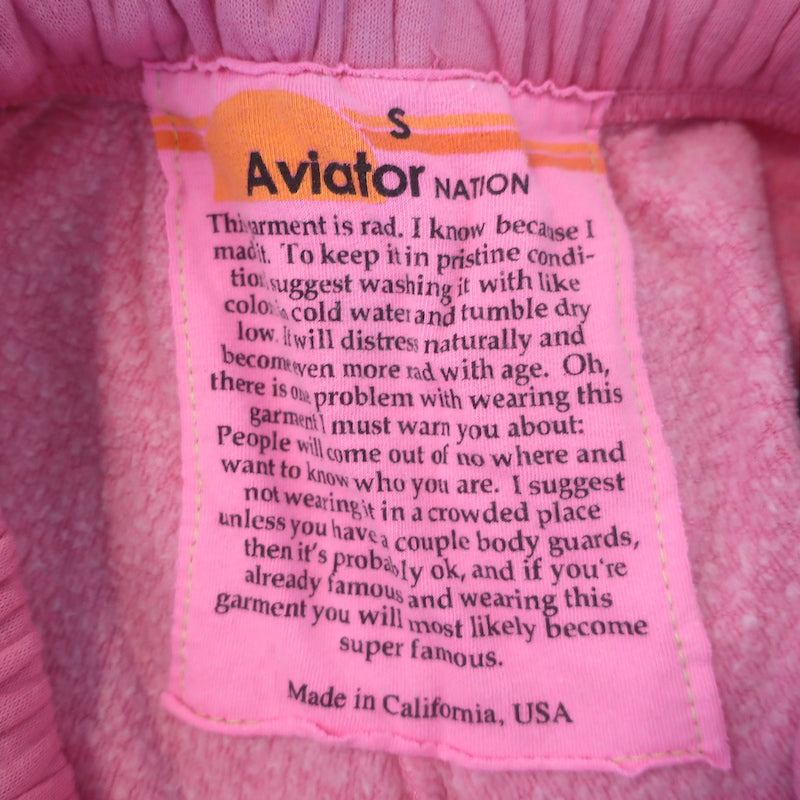 S
Aviator NATION
This garment is rad. I know because I
made it. To keep it in pristine condi-
tion, suggest washing it with like
colors in cold water and tumble dry
low. It will distress naturally and
become even more rad with age. Oh,
there is one problem with wearing this
garment I must warn you about:
People will come out of no where and
want to know who you are. I suggest
not wearing it in a crowded place
unless you have a couple body guards,
then it's probably ok, and if you're
already famous and wearing this
garment you will most likely become
super famous.
Made in California, USA